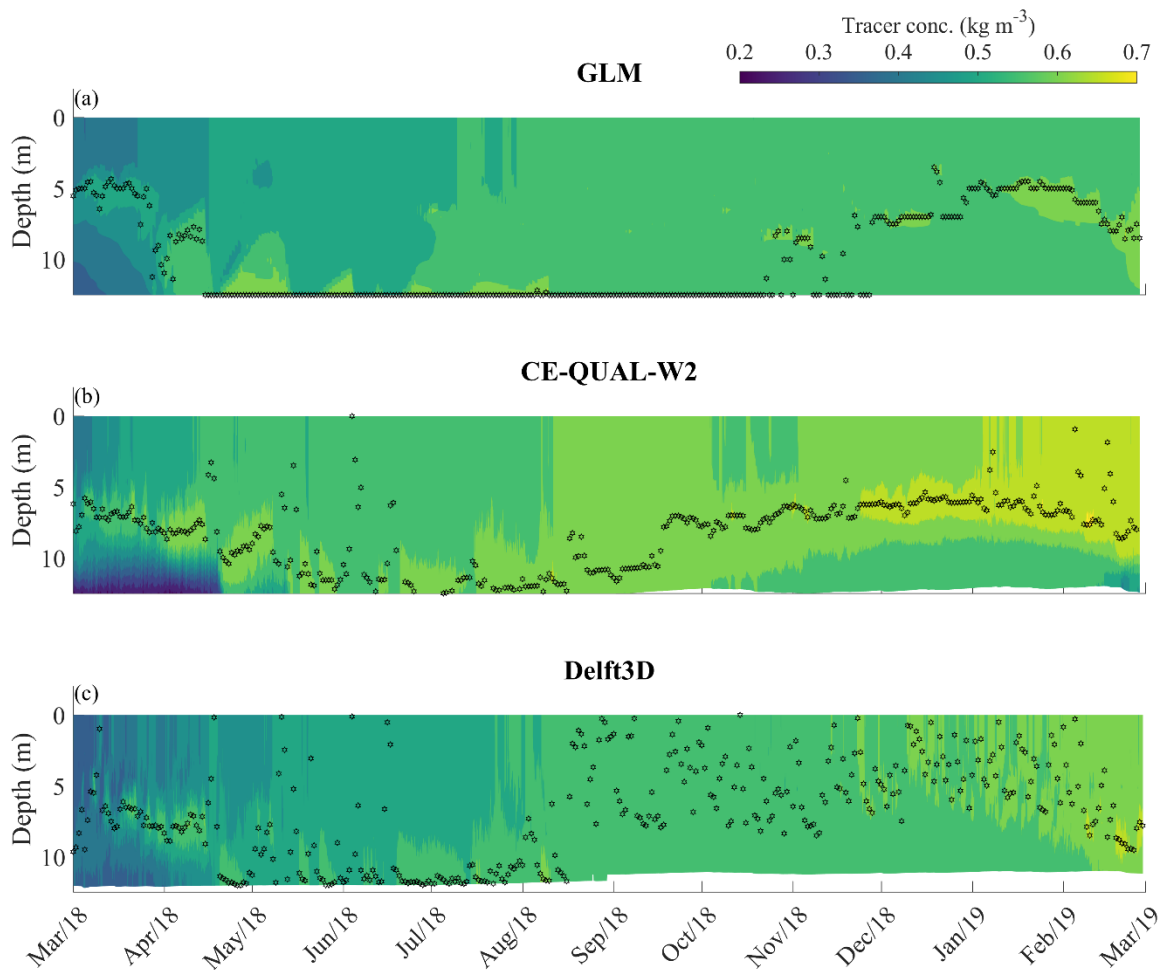 Tracer conc. (kg m-3)
0.2 0.3 0.4 0.5 0.6 0.7
GLM
(a)
0
5
10
Depth (m)
CE-QUAL-W2
(b)
0
5
10
Depth (m)
Delft3D
(c)
0
5
10
Depth (m)
Mar/18 Apr/18 May/18 Jun/18 Jul/18 Aug/18 Sep/18 Oct/18 Nov/18 Dec/18 Jan/19 Feb/19 Mar/19